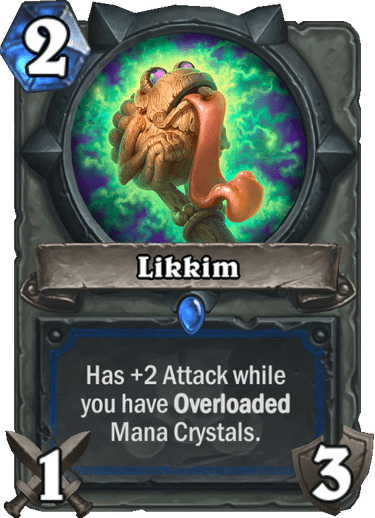 2
Likkim
Has +2 Attack while
you have Overloaded
Mana Crystals.
1
3